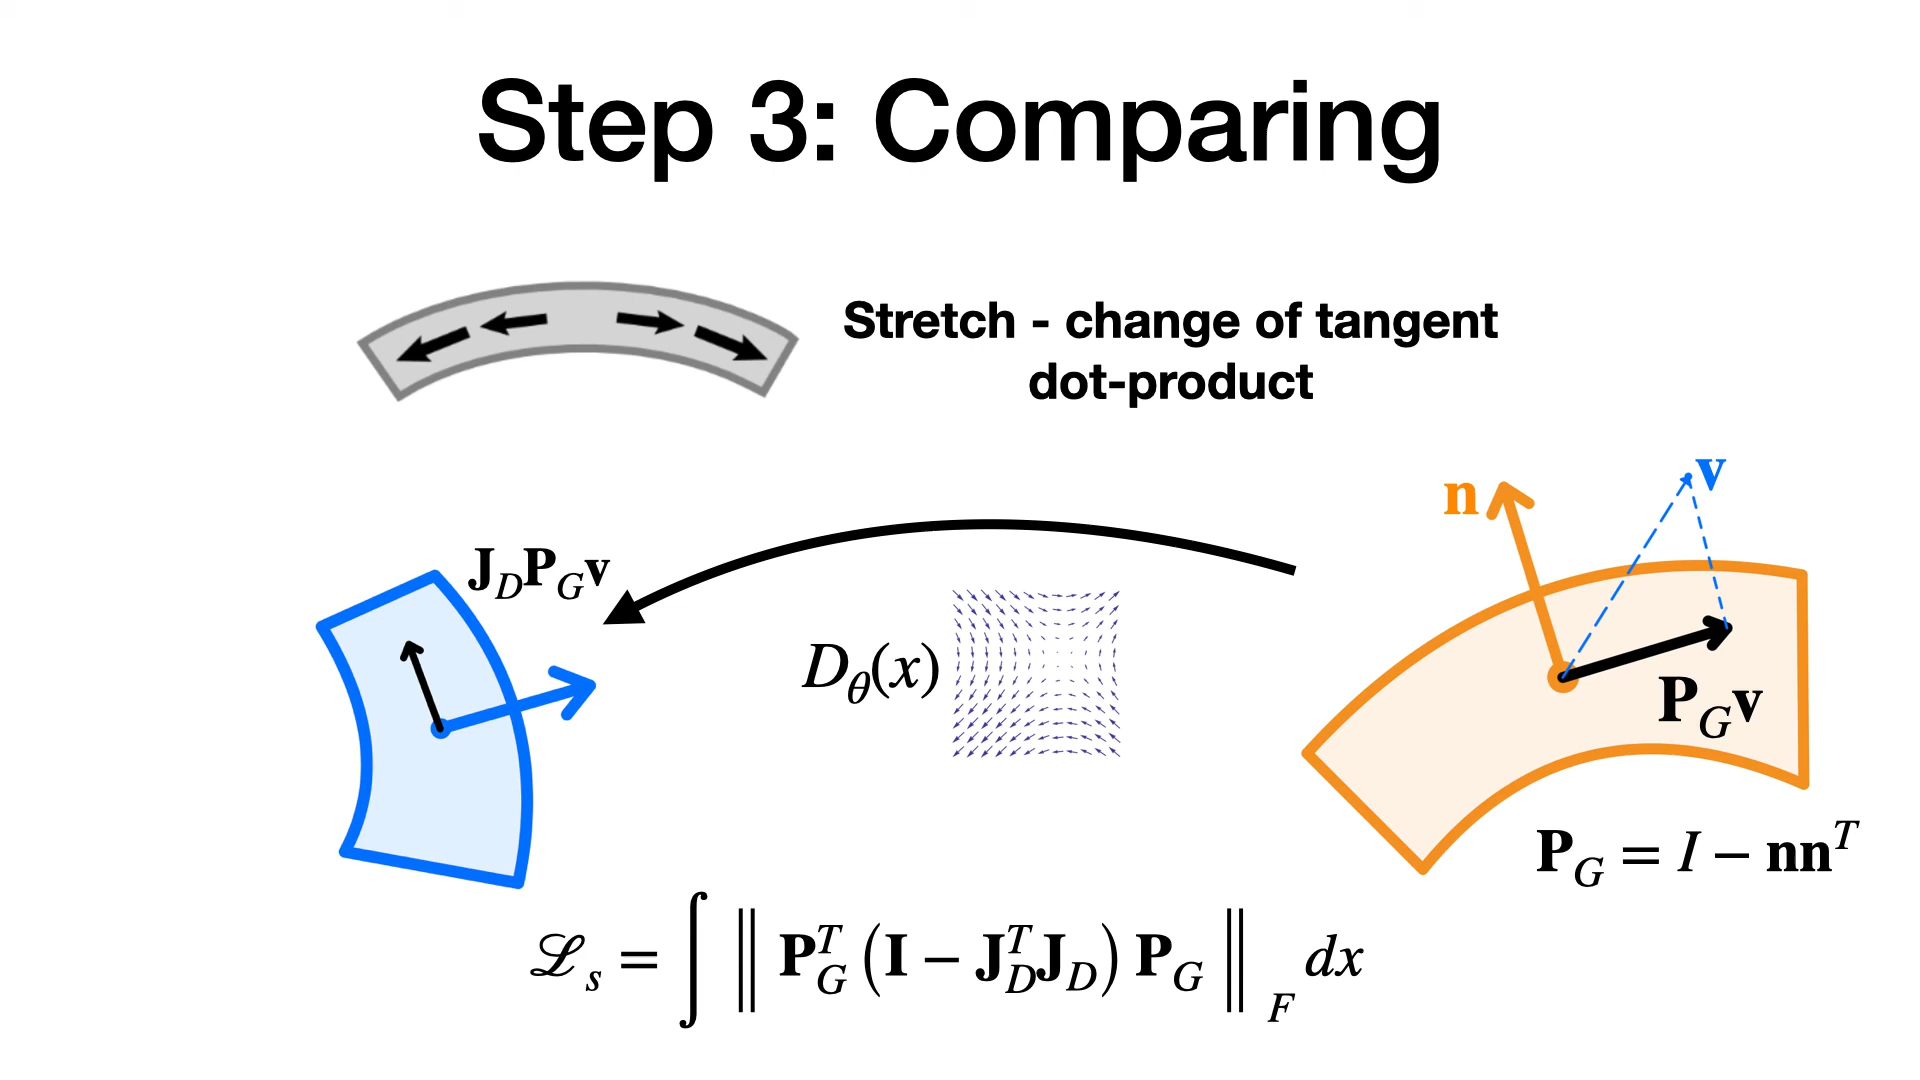 Step 3: Comparing
Stretch - change of tangent
dot-product
n
v
J_D P_G v
D_θ(x)
P_G v
P_G = I − nn^T
ℒ_s = ∫ ‖ P_G^T (I − J_D^T J_D) P_G ‖_F dx